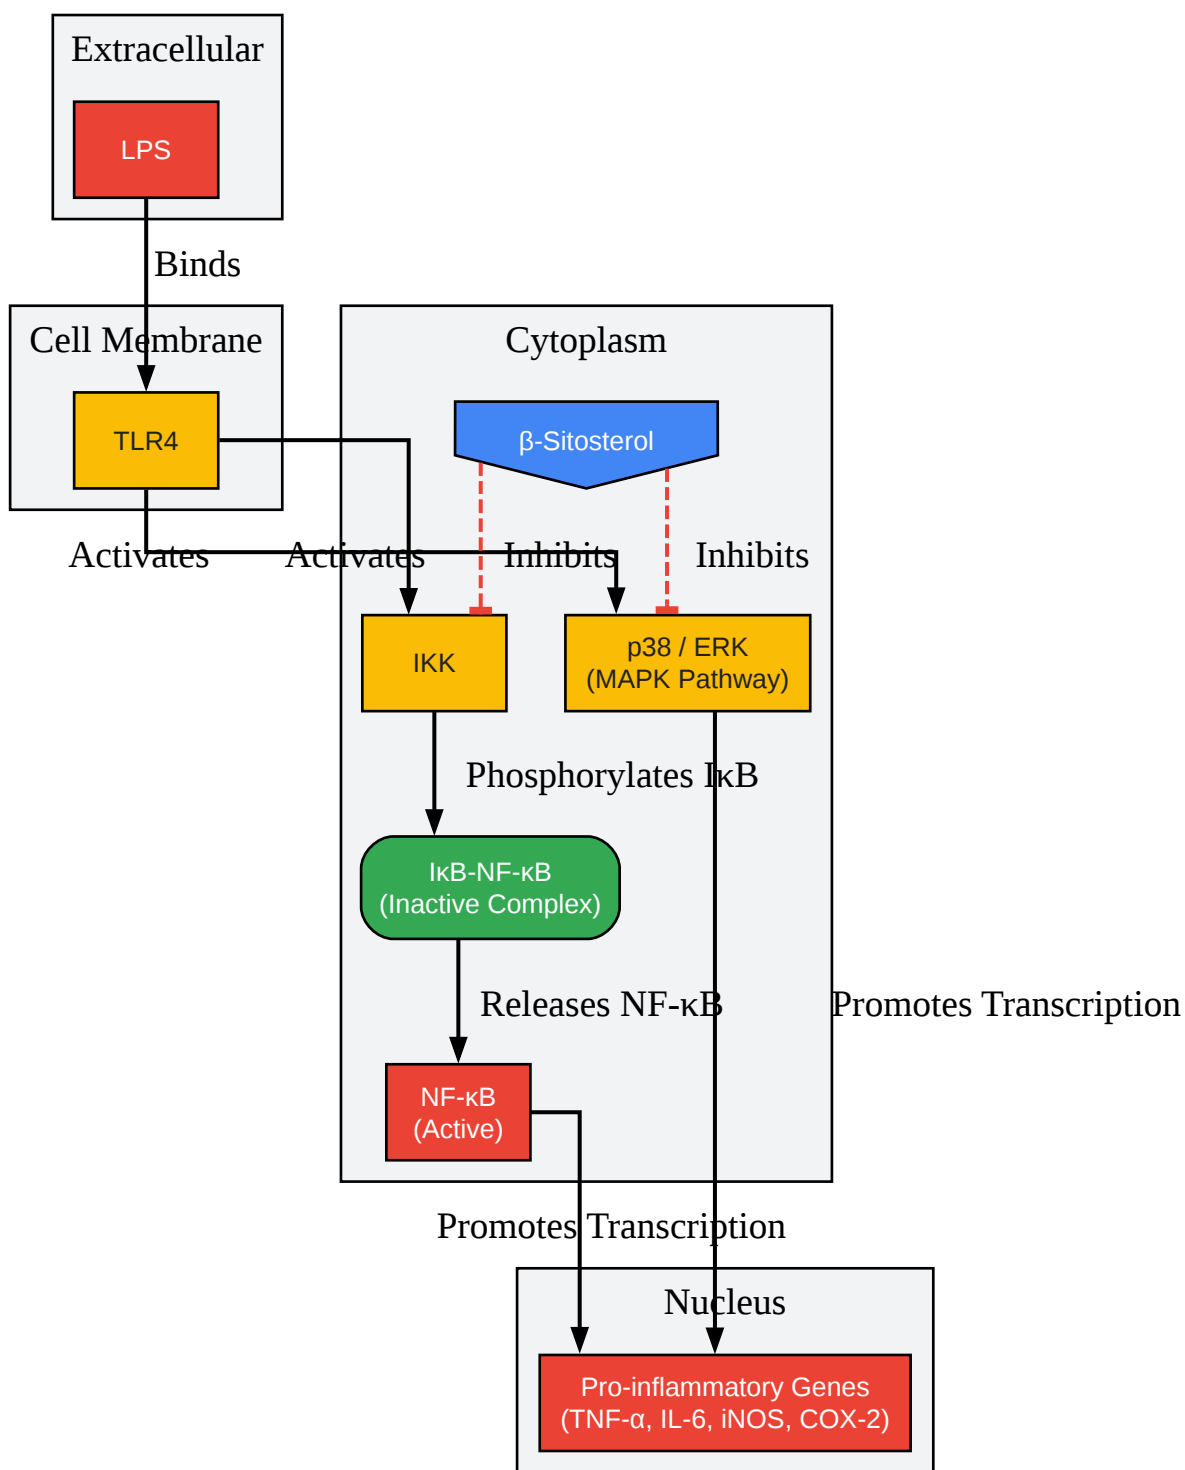 Extracellular
LPS
Binds
Cell Membrane
Cytoplasm
TLR4
β-Sitosterol
Activates
Activates
Inhibits
Inhibits
IKK
p38 / ERK
(MAPK Pathway)
Phosphorylates IκB
IκB-NF-κB
(Inactive Complex)
Releases NF-κB
Promotes Transcription
NF-κB
(Active)
Promotes Transcription
Nucleus
Pro-inflammatory Genes
(TNF-α, IL-6, iNOS, COX-2)